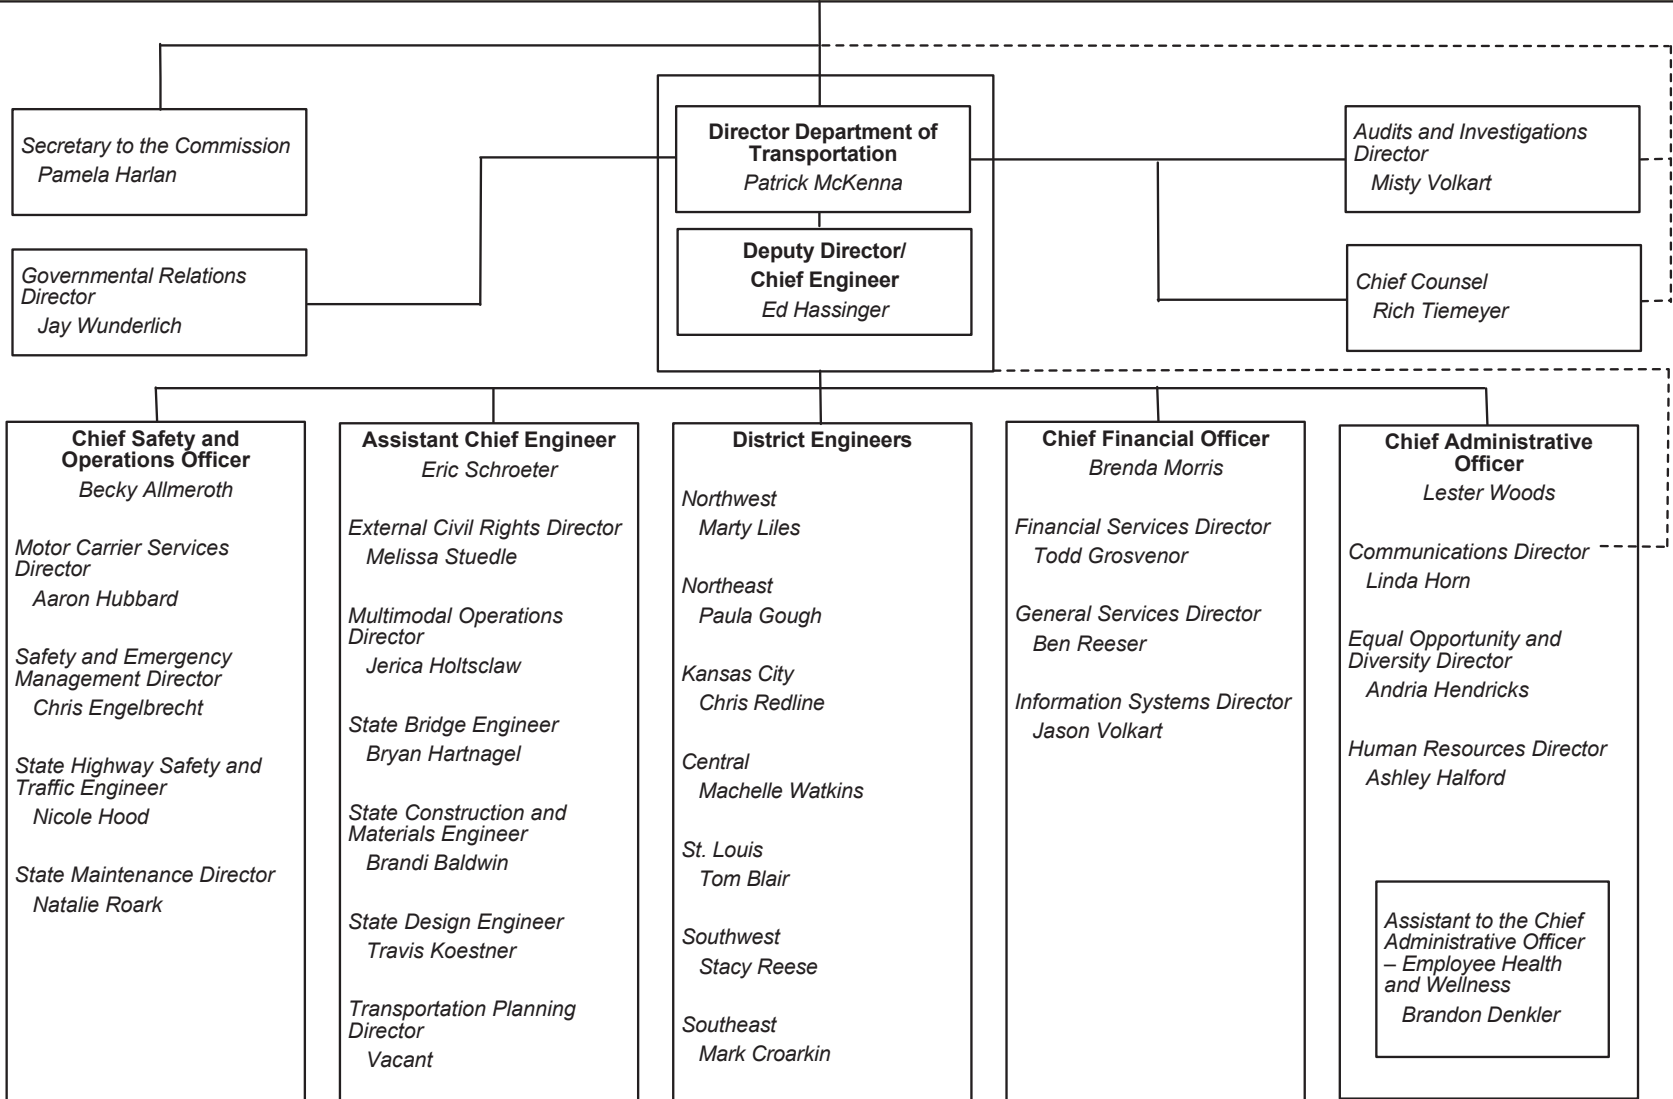 Secretary to the Commission
Pamela Harlan
Director Department of
Transportation
Patrick McKenna
Audits and Investigations
Director
Misty Volkart
Governmental Relations
Director
Jay Wunderlich
Deputy Director/
Chief Engineer
Ed Hassinger
Chief Counsel
Rich Tiemeyer
Chief Safety and
Operations Officer
Becky Allmeroth
Motor Carrier Services
Director
Aaron Hubbard
Safety and Emergency
Management Director
Chris Engelbrecht
State Highway Safety and
Traffic Engineer
Nicole Hood
State Maintenance Director
Natalie Roark
Assistant Chief Engineer
Eric Schroeter
External Civil Rights Director
Melissa Stuedle
Multimodal Operations
Director
Jerica Holtsclaw
State Bridge Engineer
Bryan Hartnagel
State Construction and
Materials Engineer
Brandi Baldwin
State Design Engineer
Travis Koestner
Transportation Planning
Director
Vacant
District Engineers
Northwest
Marty Liles
Northeast
Paula Gough
Kansas City
Chris Redline
Central
Machelle Watkins
St. Louis
Tom Blair
Southwest
Stacy Reese
Southeast
Mark Croarkin
Chief Financial Officer
Brenda Morris
Financial Services Director
Todd Grosvenor
General Services Director
Ben Reeser
Information Systems Director
Jason Volkart
Chief Administrative
Officer
Lester Woods
Communications Director
Linda Horn
Equal Opportunity and
Diversity Director
Andria Hendricks
Human Resources Director
Ashley Halford
Assistant to the Chief
Administrative Officer
– Employee Health
and Wellness
Brandon Denkler